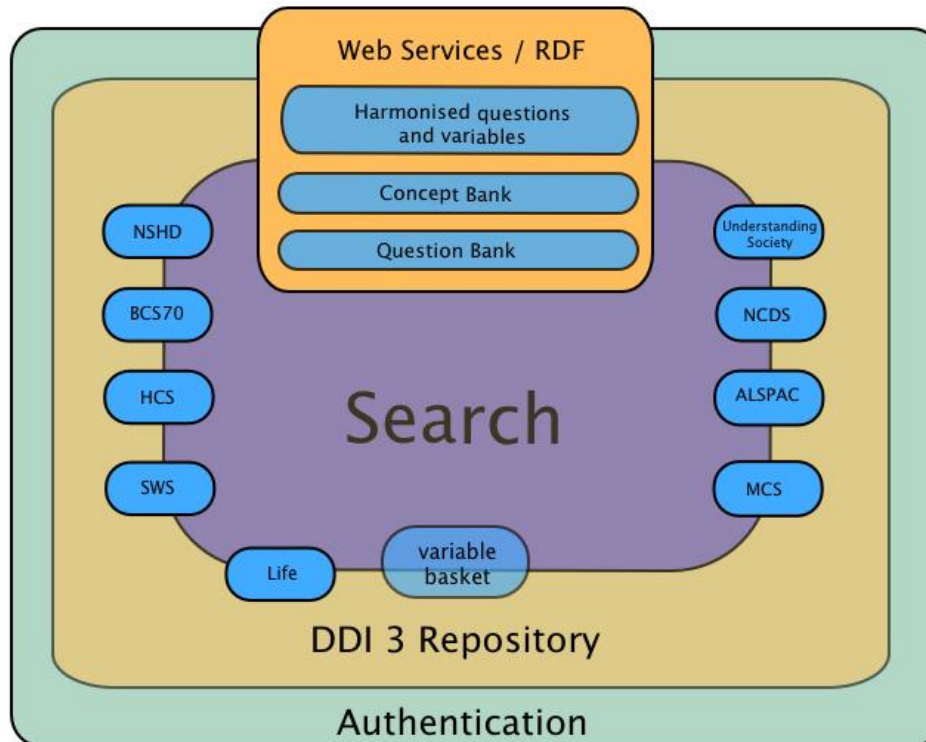 Web Services / RDF
Harmonised questions
and variables
Concept Bank
Question Bank
NSHD
BCS70
HCS
SWS
Life
Understanding
Society
NCDS
ALSPAC
MCS
Search
variable
basket
DDI 3 Repository
Authentication